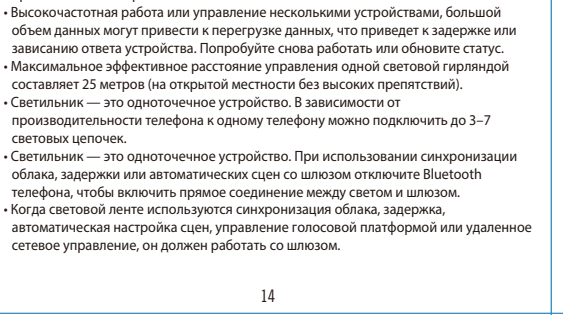 • Высокочастотная работа или управление несколькими устройствами, большой
объем данных могут привести к перегрузке данных, что приведет к задержке или
зависанию ответа устройства. Попробуйте снова работать или обновите статус.
• Максимальное эффективное расстояние управления одной световой гирляндой
составляет 25 метров (на открытой местности без высоких препятствий).
• Светильник — это одноточечное устройство. В зависимости от
производительности телефона к одному телефону можно подключить до 3–7
световых цепочек.
• Светильник — это одноточечное устройство. При использовании синхронизации
облака, задержки или автоматических сцен со шлюзом отключите Bluetooth
телефона, чтобы включить прямое соединение между светом и шлюзом.
• Когда световой ленте используются синхронизация облака, задержка,
автоматическая настройка сцен, управление голосовой платформой или удаленное
сетевое управление, он должен работать со шлюзом.
14